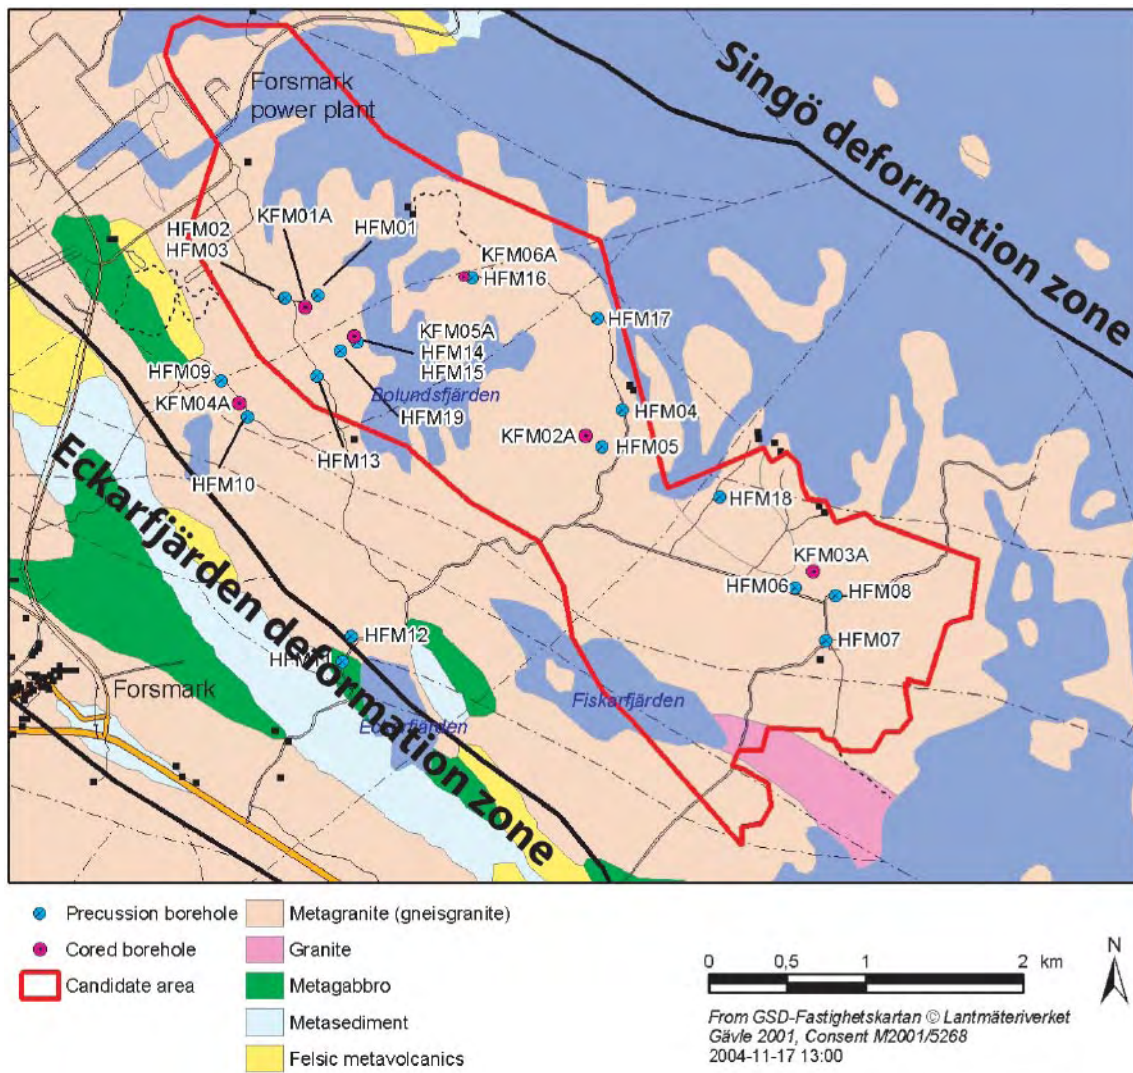 Singö deformation zone
Forsmark
power plant
KFM01A
HFM02
HFM01
HFM03
KFM06A
HFM16
HFM17
KFM05A
HFM14
HFM15
HFM09
Bolundsfjärden
KFM04A
HFM19
HFM04
KFM02A
HFM05
HFM13
HFM10
HFM18
Eckarfjärden deformation zone
KFM03A
HFM06
HFM08
HFM12
HFM07
Forsmark
Fiskarfjärden
Precussion borehole
Cored borehole
Candidate area
Metagranite (gneisgranite)
Granite
Metagabbro
Metasediment
Felsic metavolcanics
0 0,5 1 2 km
N
From GSD-Fastighetskartan © Lantmäteriverket
Gävle 2001, Consent M2001/5268
2004-11-17 13:00